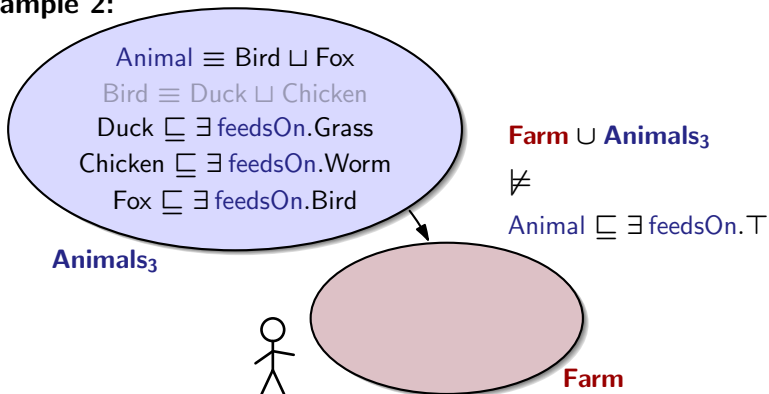 ample 2:
Animal ≡ Bird ⊔ Fox
Bird ≡ Duck ⊔ Chicken
Duck ⊑ ∃ feedsOn.Grass
Chicken ⊑ ∃ feedsOn.Worm
Fox ⊑ ∃ feedsOn.Bird
Animals₃
Farm ∪ Animals₃
⊭
Animal ⊑ ∃ feedsOn.⊤
Farm